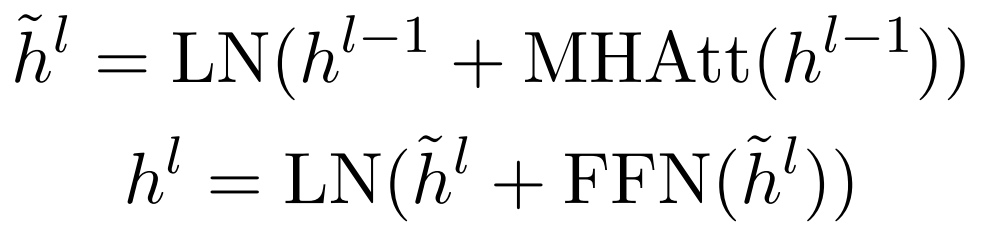 h̃^l = LN(h^{l−1} + MHAtt(h^{l−1}))
h^l = LN(h̃^l + FFN(h̃^l))